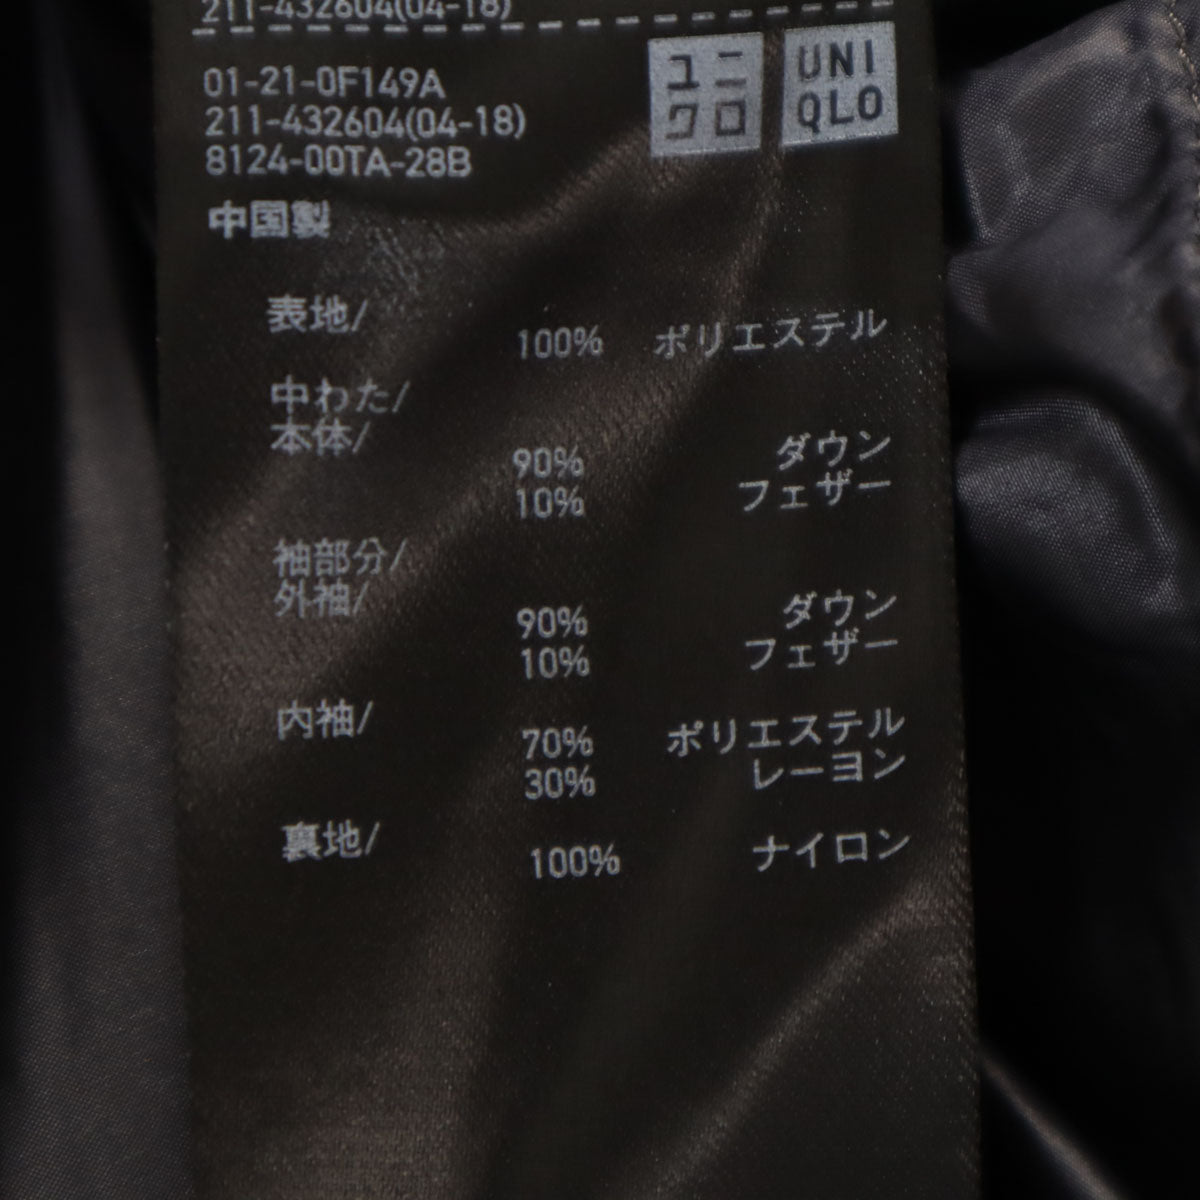 211-432604(04-18)
ユニ
クロ
UNI
QLO
01-21-0F149A
211-432604(04-18)
8124-00TA-28B
中国製
表地/
100% ポリエステル
中わた/
本体/
90% ダウン
10% フェザー
袖部分/
外袖/
90% ダウン
10% フェザー
内袖/
70% ポリエステル
30% レーヨン
裏地/
100% ナイロン